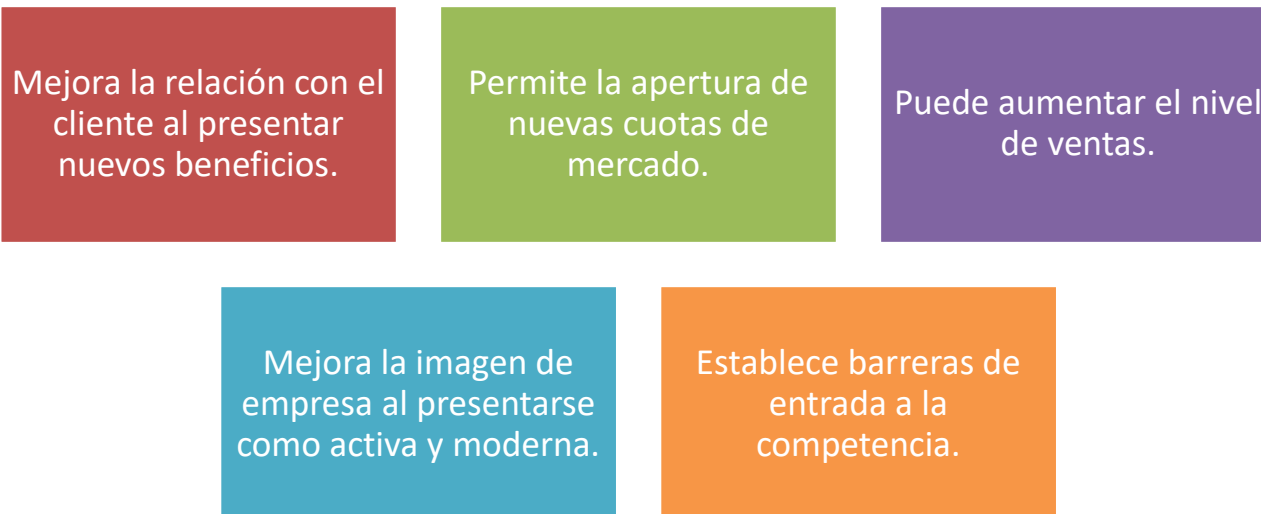 Mejora la relación con el
cliente al presentar
nuevos beneficios.
Permite la apertura de
nuevas cuotas de
mercado.
Puede aumentar el nivel
de ventas.
Mejora la imagen de
empresa al presentarse
como activa y moderna.
Establece barreras de
entrada a la
competencia.